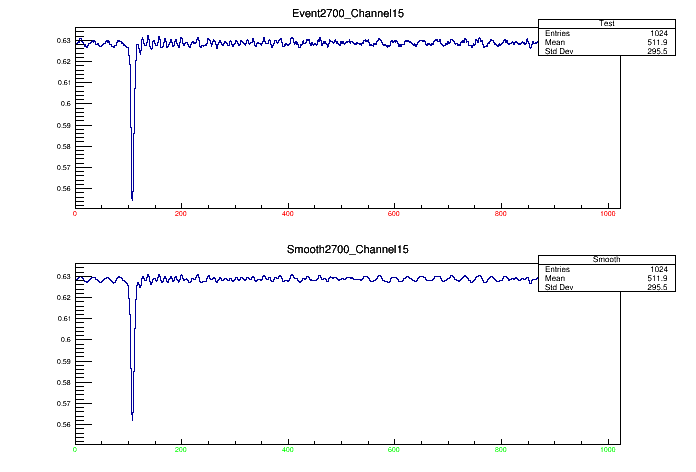 Event2700_Channel15
Test
Entries 1024
Mean 511.9
Std Dev 295.5
0.63
0.62
0.61
0.6
0.59
0.58
0.57
0.56
0 200 400 600 800 1000
Smooth2700_Channel15
Smooth
Entries 1024
Mean 511.9
Std Dev 295.5
0.63
0.62
0.61
0.6
0.59
0.58
0.57
0.56
0 200 400 600 800 1000